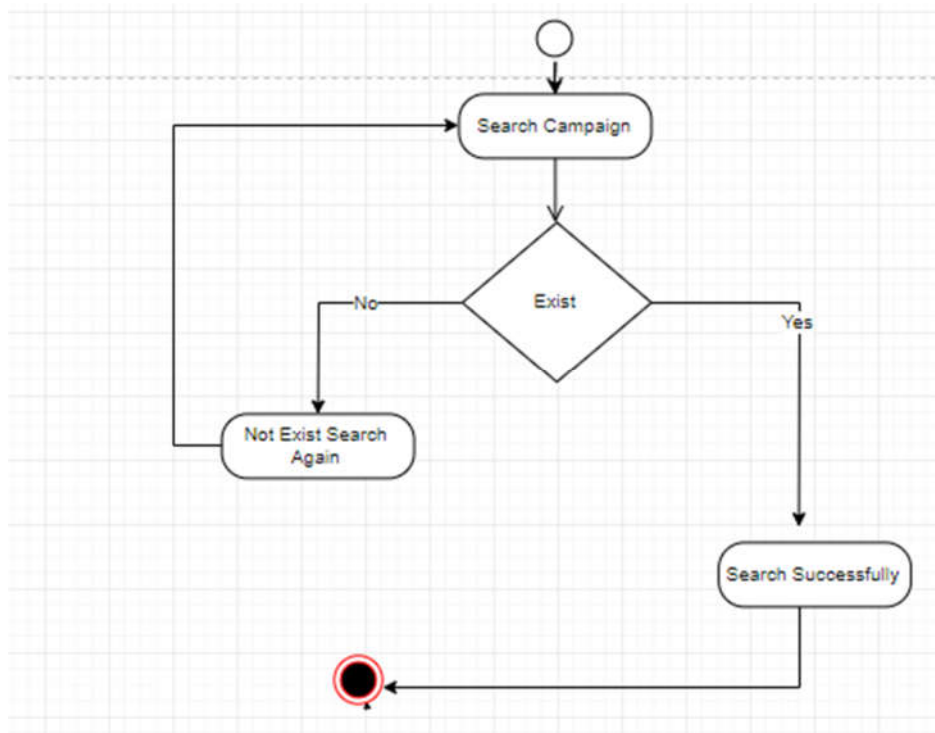 Search Campaign
Exist
No
Yes
Not Exist Search
Again
Search Successfully